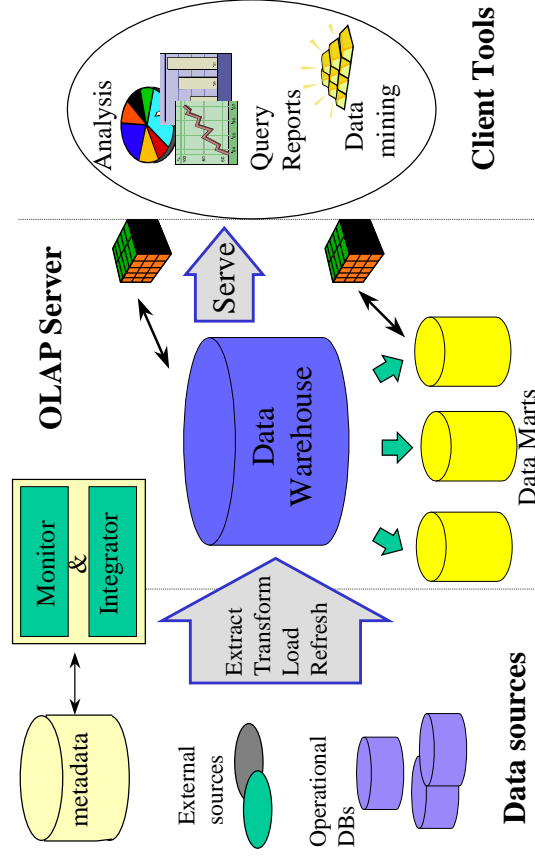 OLAP Server
metadata
Monitor
&
Integrator
External
sources
Operational
DBs
Extract
Transform
Load
Refresh
Data
Warehouse
Serve
Data Marts
Analysis
Query
Reports
Data
mining
Data sources
Client Tools